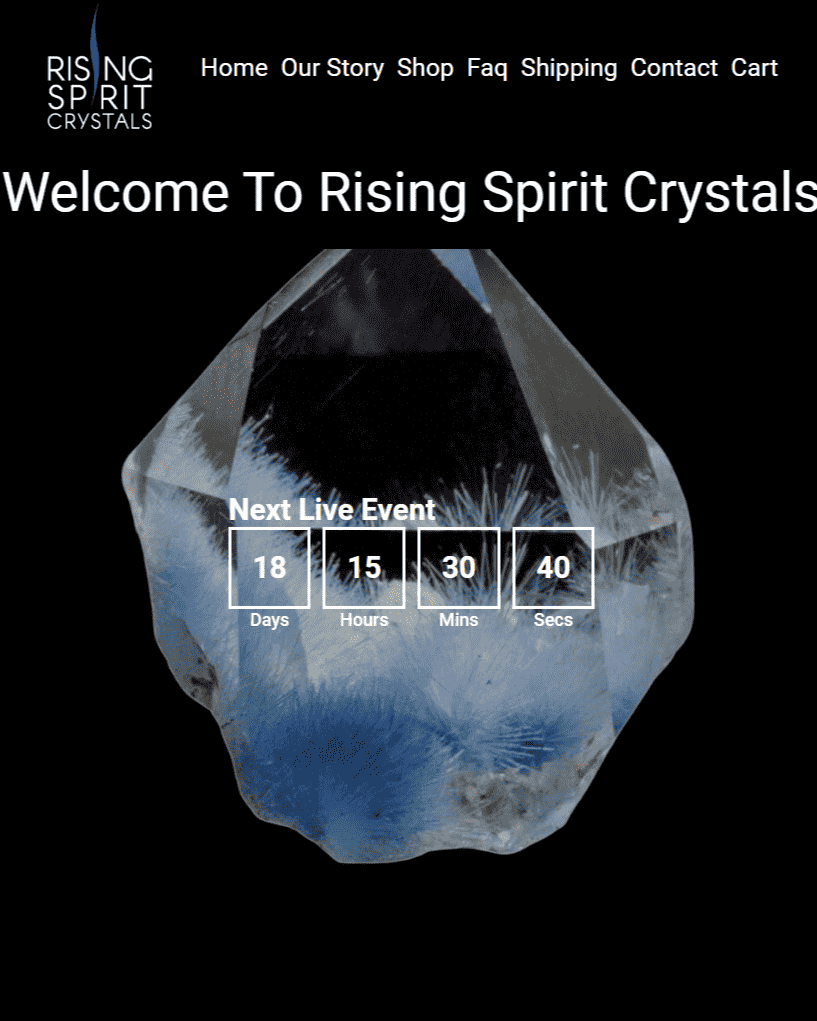 RISING
SPIRIT
CRYSTALS
Home Our Story Shop Faq Shipping Contact Cart
Welcome To Rising Spirit Crystals
Next Live Event
18 15 30 40
Days Hours Mins Secs